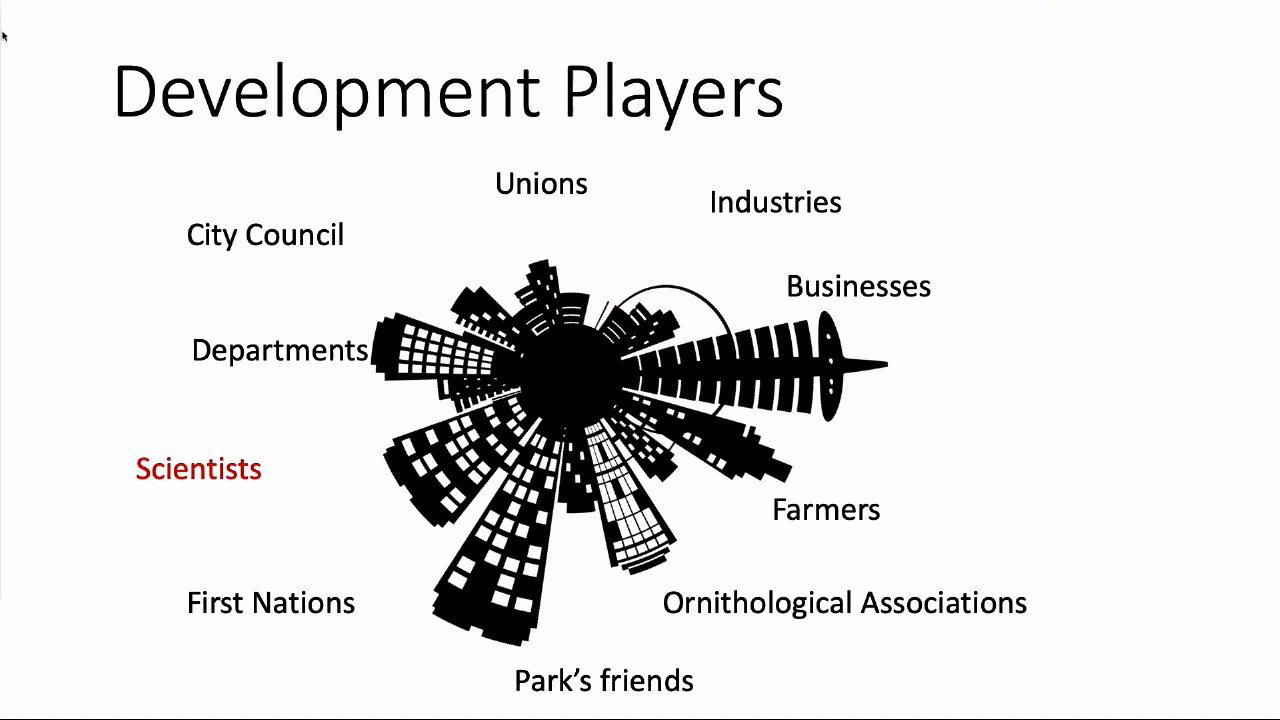 Development Players
Unions
Industries
City Council
Businesses
Departments
Scientists
Farmers
First Nations
Ornithological Associations
Park’s friends